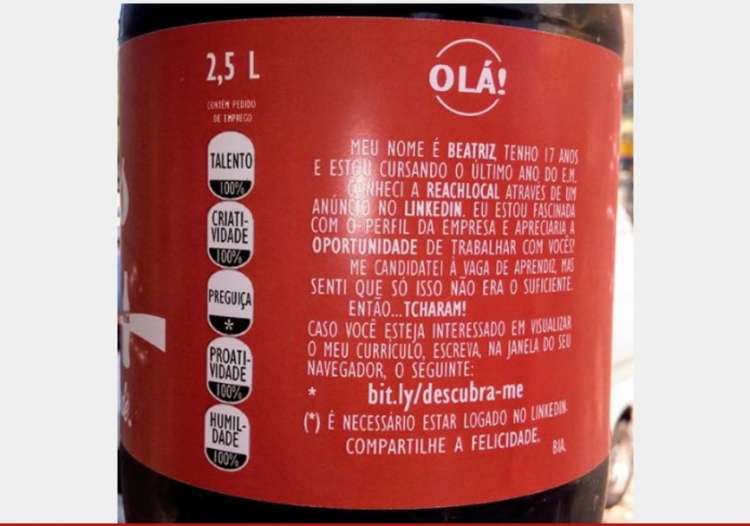 2,5 L
CONTÉM PEDIDO
DE EMPREGO
TALENTO
100%
CRIATI-
VIDADE
100%
PREGUIÇA
*
PROATI-
VIDADE
100%
HUMIL-
DADE
100%
OLÁ!
MEU NOME É BEATRIZ, TENHO 17 ANOS
E ESTOU CURSANDO O ÚLTIMO ANO DO E.M.
CONHECI A REACHLOCAL ATRAVÉS DE UM
ANÚNCIO NO LINKEDIN. EU ESTOU FASCINADA
COM O PERFIL DA EMPRESA E APRECIARIA A
OPORTUNIDADE DE TRABALHAR COM VOCÊS!
ME CANDIDATEI À VAGA DE APRENDIZ, MAS
SENTI QUE SÓ ISSO NÃO ERA O SUFICIENTE.
ENTÃO...TCHARAM!
CASO VOCÊ ESTEJA INTERESSADO EM VISUALIZAR
O MEU CURRÍCULO, ESCREVA, NA JANELA DO SEU
NAVEGADOR, O SEGUINTE:
* bit.ly/descubra-me
(*) É NECESSÁRIO ESTAR LOGADO NO LINKEDIN.
COMPARTILHE A FELICIDADE.
BIA.